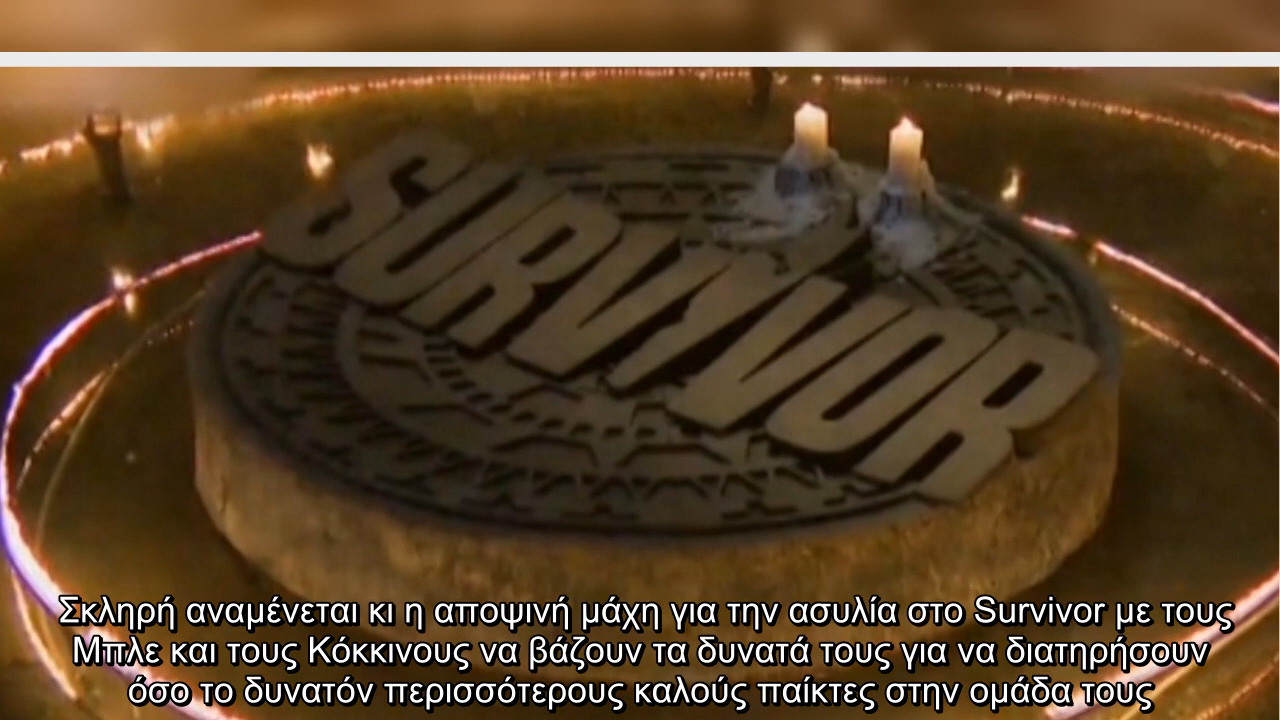 SURVIVOR
Σκληρή αναμένεται κι η αποψινή μάχη για την ασυλία στο Survivor με τους
Μπλε και τους Κόκκινους να βάζουν τα δυνατά τους για να διατηρήσουν
όσο το δυνατόν περισσότερους καλούς παίκτες στην ομάδα τους